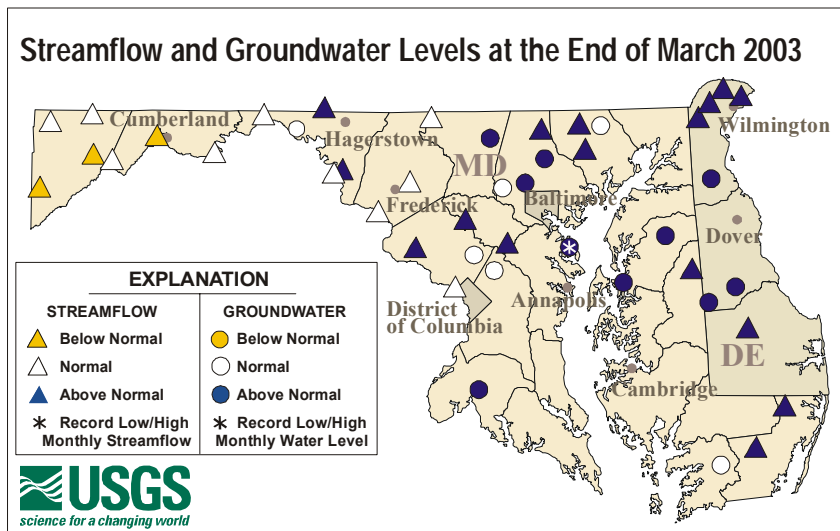 Streamflow and Groundwater Levels at the End of March 2003
Cumberland
Hagerstown
Wilmington
MD
Frederick
Baltimore
Dover
Annapolis
District
of Columbia
DE
Cambridge
EXPLANATION
STREAMFLOW
Below Normal
Normal
Above Normal
Record Low/High
Monthly Streamflow
GROUNDWATER
Below Normal
Normal
Above Normal
Record Low/High
Monthly Water Level
USGS
science for a changing world